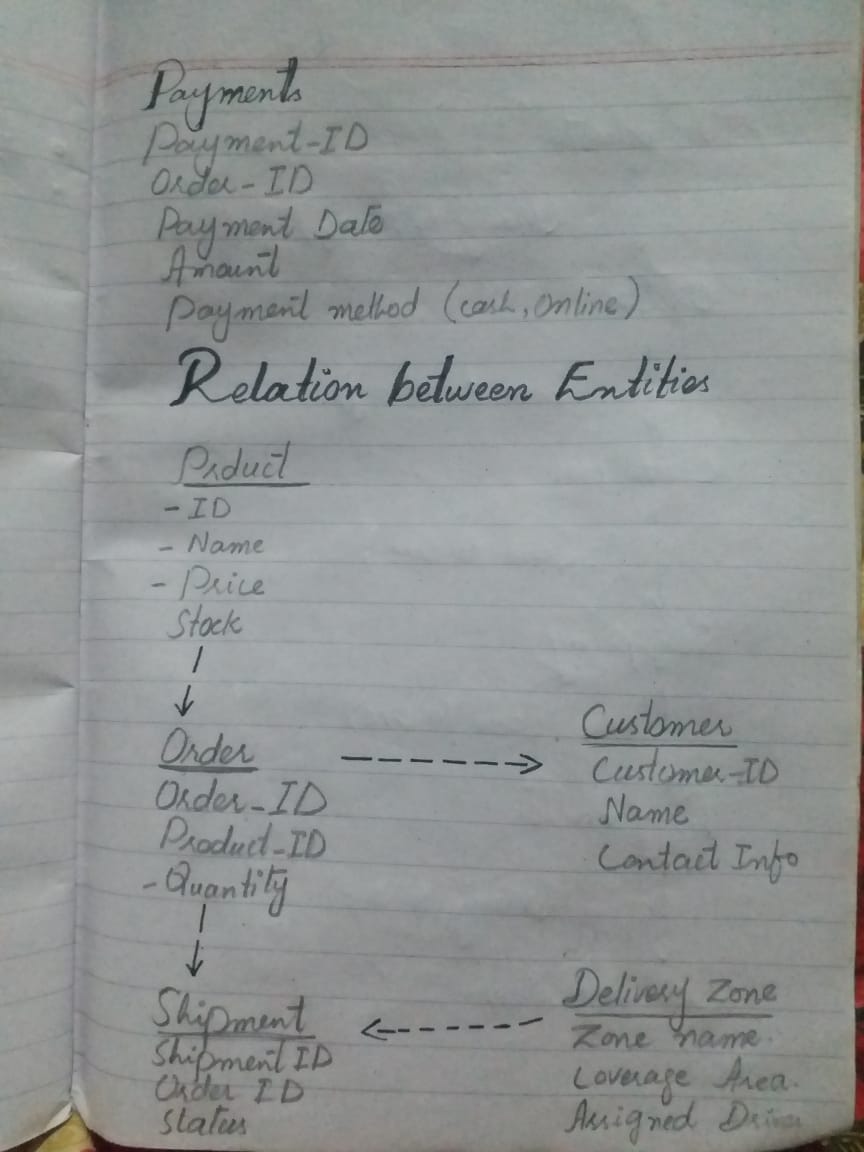 Payments
Payment-ID
Order-ID
Payment Date
Amount
Payment method (cash, online)
Relation between Entities
Prduct
- ID
- Name
- Price
Stock
Order
Order-ID
Product-ID
- Quantity
Customer
Customer-ID
Name
Contact Info
Shipment
Shipment ID
Order ID
Status
Delivery Zone
Zone name.
Coverage Area.
Assigned Driver